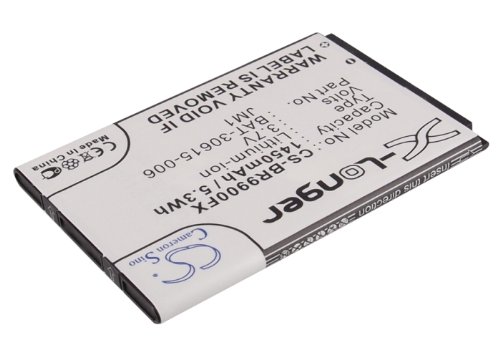 X-Longer
Model No.: CS-BR9900FX
Capacity : 1450mAh / 5.3Wh
Type : Lithium-ion
3.7V
Part No : BAT-30615-006
JM1
WARRANTY VOID IF
LABEL IS REMOVED
Made in China
CS
Cameron Sino